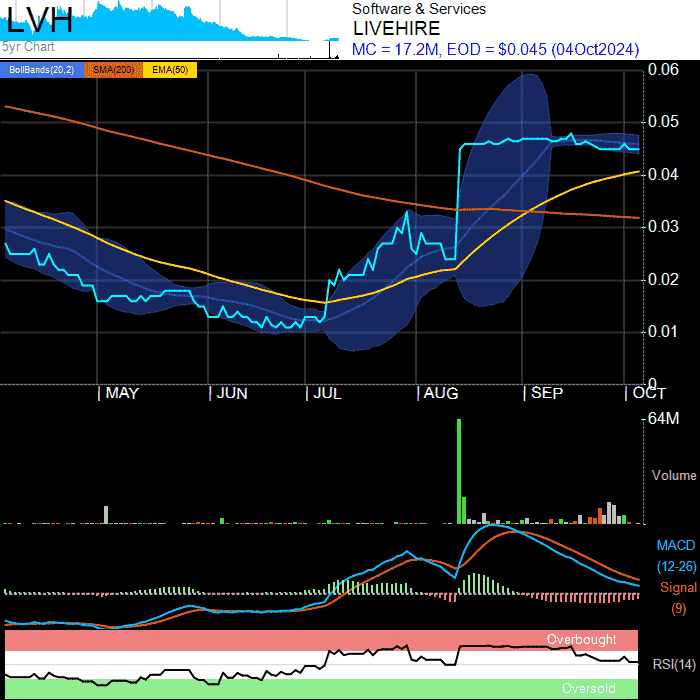 LVH
5yr Chart
Software & Services
LIVEHIRE
MC = 17.2M, EOD = $0.045 (04Oct2024)
BollBands(20,2) SMA(200) EMA(50)
0.06
0.05
0.04
0.03
0.02
0.01
0
MAY JUN JUL AUG SEP OCT
64M
Volume
MACD
(12-26)
Signal
(9)
Overbought
RSI(14)
Oversold